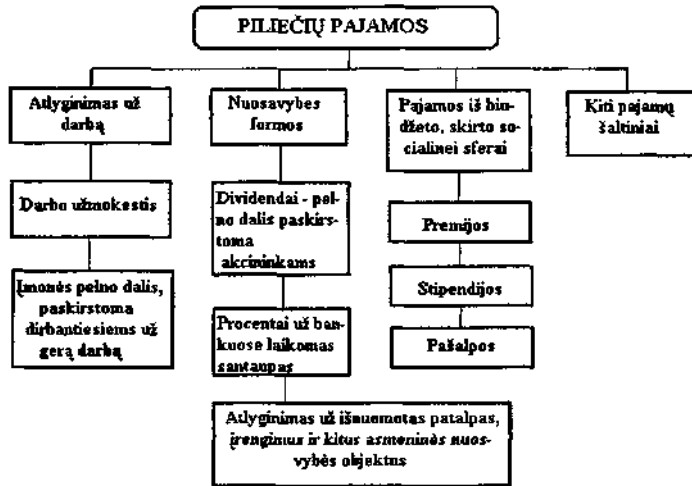 PILIEČIŲ PAJAMOS
Atlyginimas už
darbą
Darbo užmokestis
Įmonės pelno dalis,
paskirstoma
dirbantiesiems už
gerą darbą
Nuosavybes
formos
Dividendai - pel-
no dalis paskirs-
toma
akcininkams
Procentai už ban-
kuose laikomas
santaupas
Atlyginimas už išnuomotas patalpas,
įrengimus ir kitus asmeninės nuos-
vybės objektus
Pajamos iš biu-
džeto, skirto so-
cialinei sferai
Premijos
Stipendijos
Pašalpos
Kiti pajamų
šaltiniai